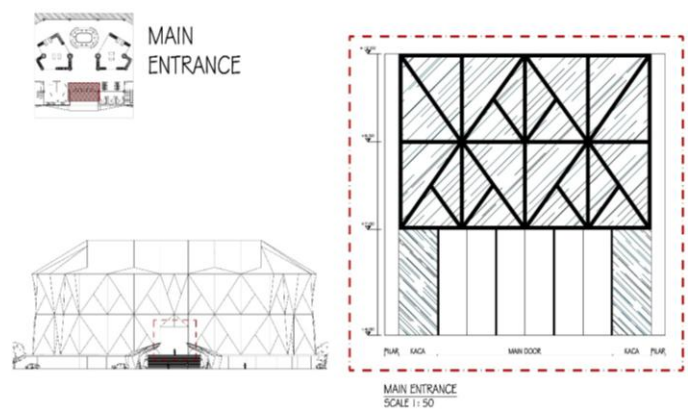 MAIN
ENTRANCE
PILAR KACA MAIN DOOR KACA PILAR
MAIN ENTRANCE
SCALE 1:50